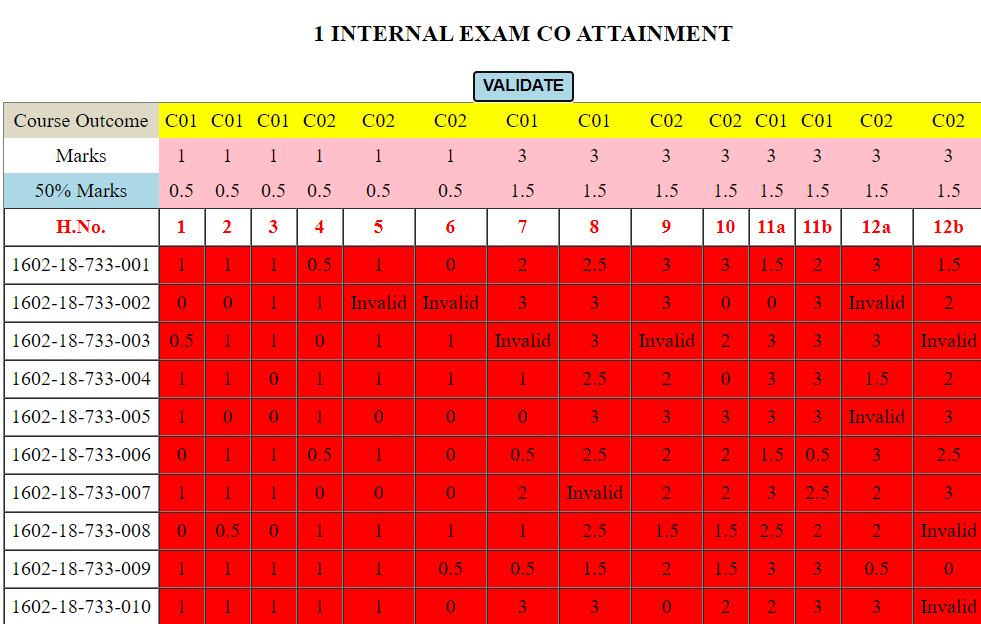 1 INTERNAL EXAM CO ATTAINMENT
VALIDATE
Course Outcome C01 C01 C01 C02 C02 C02 C01 C01 C02 C02 C01 C01 C02 C02
Marks 1 1 1 1 1 1 3 3 3 3 3 3 3 3
50% Marks 0.5 0.5 0.5 0.5 0.5 0.5 1.5 1.5 1.5 1.5 1.5 1.5 1.5 1.5
H.No. 1 2 3 4 5 6 7 8 9 10 11a 11b 12a 12b
1602-18-733-001 1 1 1 0.5 1 0 2 2.5 3 3 1.5 2 3 1.5
1602-18-733-002 0 0 1 1 Invalid Invalid 3 3 3 0 0 3 Invalid 2
1602-18-733-003 0.5 1 1 0 1 1 Invalid 3 Invalid 2 3 3 3 Invalid
1602-18-733-004 1 1 0 1 1 1 1 2.5 2 0 3 3 1.5 2
1602-18-733-005 1 0 0 1 0 0 0 3 3 3 3 3 Invalid 3
1602-18-733-006 0 1 1 0.5 1 0 0.5 2.5 2 2 1.5 0.5 3 2.5
1602-18-733-007 1 1 1 0 0 0 2 Invalid 2 2 3 2.5 2 3
1602-18-733-008 0 0.5 0 1 1 1 1 2.5 1.5 1.5 2.5 2 2 Invalid
1602-18-733-009 1 1 1 1 1 0.5 0.5 1.5 2 1.5 3 3 0.5 0
1602-18-733-010 1 1 1 1 1 0 3 3 0 2 2 3 3 Invalid